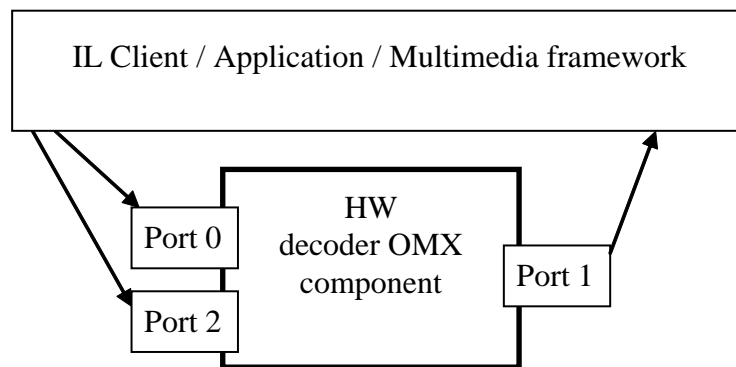 IL Client / Application / Multimedia framework
HW
decoder OMX
component
Port 0
Port 1
Port 2